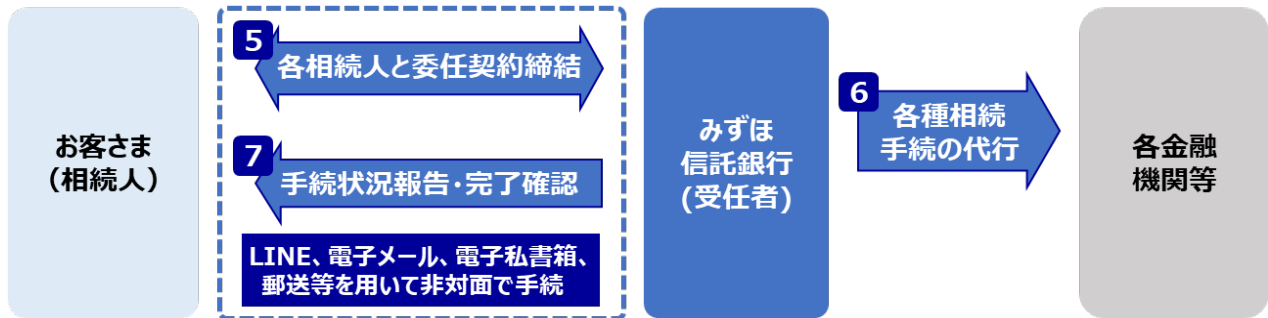 お客さま
(相続人)
5
各相続人と委任契約締結
7
手続状況報告・完了確認
LINE、電子メール、電子私書箱、
郵送等を用いて非対面で手続
みずほ
信託銀行
(受任者)
6
各種相続
手続の代行
各金融
機関等